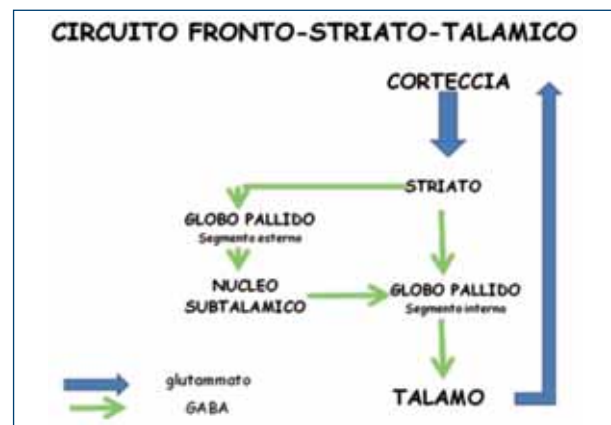 CIRCUITO FRONTO-STRIATO-TALAMICO
CORTECCIA
STRIATO
GLOBO PALLIDO
Segmento esterno
NUCLEO
SUBTALAMICO
GLOBO PALLIDO
Segmento interno
TALAMO
glutammato
GABA